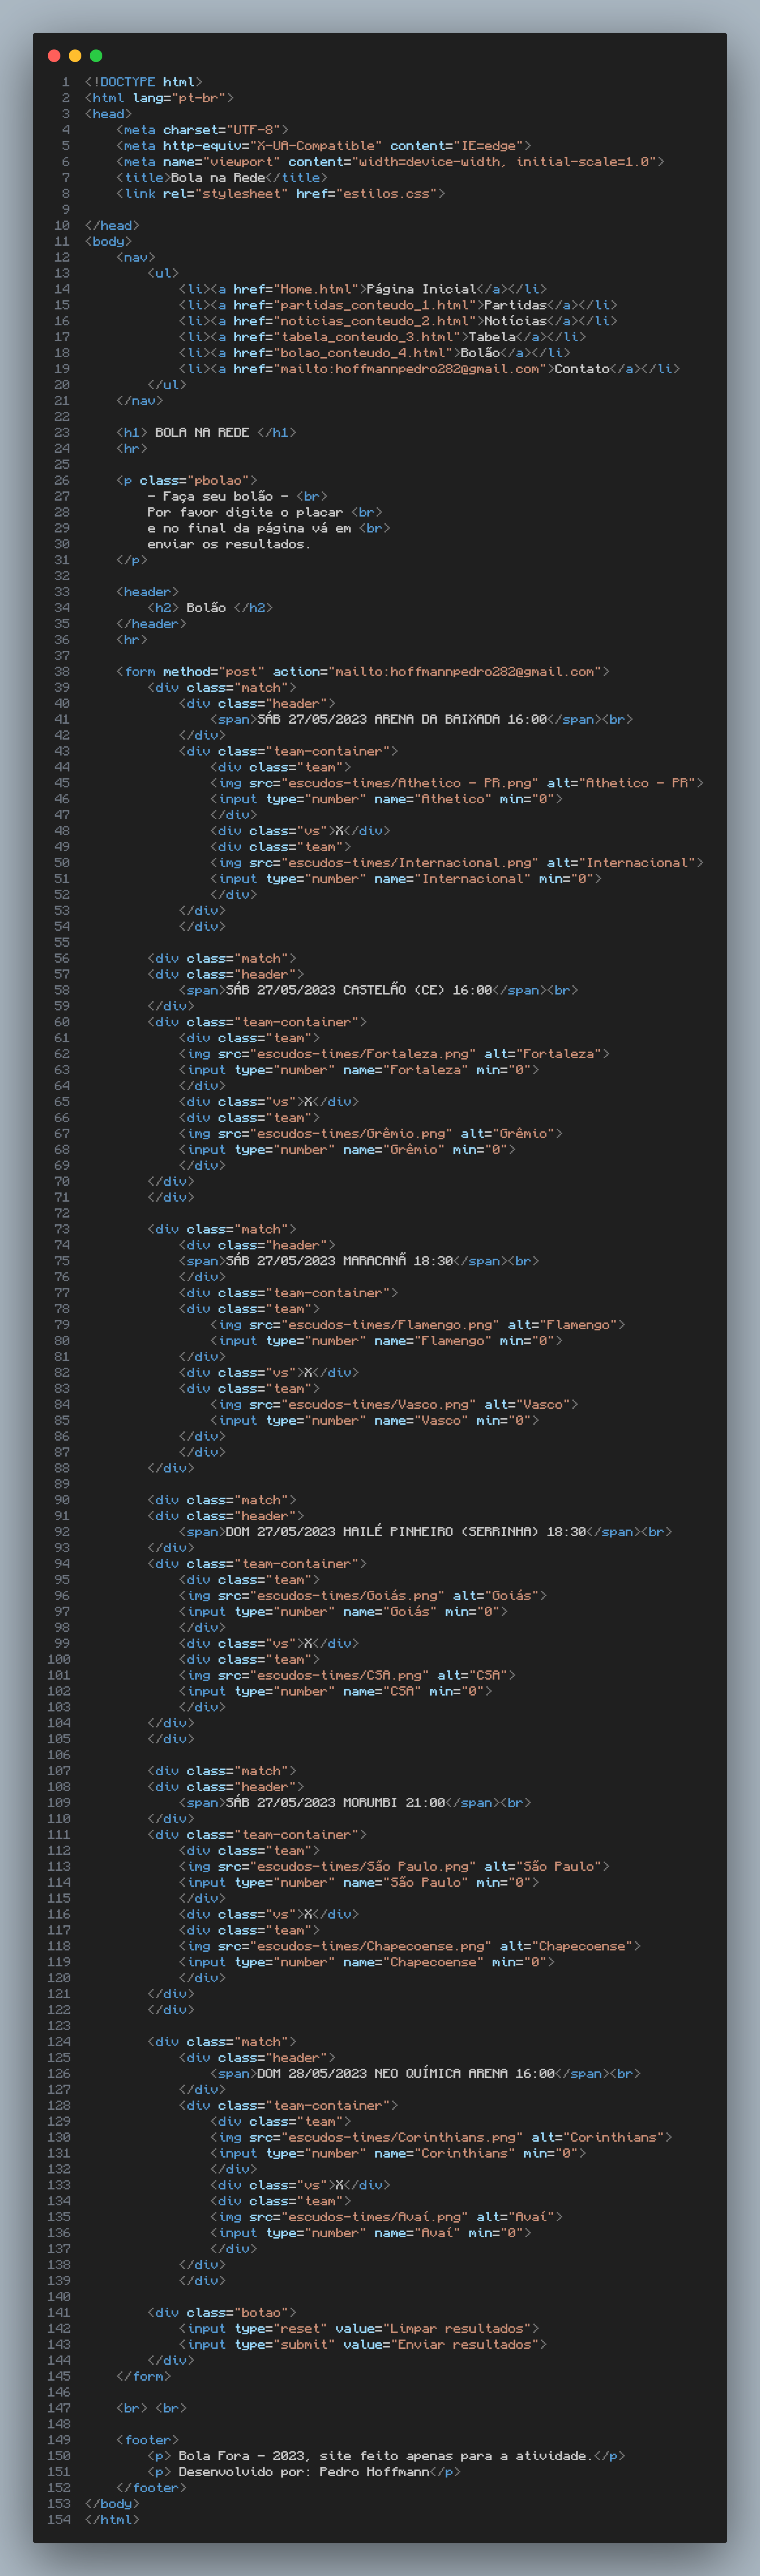 1 <!DOCTYPE html>
2 <html lang="pt-br">
3 <head>
4 <meta charset="UTF-8">
5 <meta http-equiv="X-UA-Compatible" content="IE=edge">
6 <meta name="viewport" content="width=device-width, initial-scale=1.0">
7 <title>Bola na Rede</title>
8 <link rel="stylesheet" href="estilos.css">
9
10 </head>
11 <body>
12 <nav>
13 <ul>
14 <li><a href="Home.html">Página Inicial</a></li>
15 <li><a href="partidas_conteudo_1.html">Partidas</a></li>
16 <li><a href="noticias_conteudo_2.html">Notícias</a></li>
17 <li><a href="tabela_conteudo_3.html">Tabela</a></li>
18 <li><a href="bolao_conteudo_4.html">Bolão</a></li>
19 <li><a href="mailto:hoffmannpedro282@gmail.com">Contato</a></li>
20 </ul>
21 </nav>
22
23 <h1> BOLA NA REDE </h1>
24 <hr>
25
26 <p class="pbolao">
27 - Faça seu bolão - <br>
28 Por favor digite o placar <br>
29 e no final da página vá em <br>
30 enviar os resultados.
31 </p>
32
33 <header>
34 <h2> Bolão </h2>
35 </header>
36 <hr>
37
38 <form method="post" action="mailto:hoffmannpedro282@gmail.com">
39 <div class="match">
40 <div class="header">
41 <span>SÁB 27/05/2023 ARENA DA BAIXADA 16:00</span><br>
42 </div>
43 <div class="team-container">
44 <div class="team">
45 <img src="escudos-times/Athetico - PR.png" alt="Athetico - PR">
46 <input type="number" name="Athetico" min="0">
47 </div>
48 <div class="vs">X</div>
49 <div class="team">
50 <img src="escudos-times/Internacional.png" alt="Internacional">
51 <input type="number" name="Internacional" min="0">
52 </div>
53 </div>
54 </div>
55
56 <div class="match">
57 <div class="header">
58 <span>SÁB 27/05/2023 CASTELÃO (CE) 16:00</span><br>
59 </div>
60 <div class="team-container">
61 <div class="team">
62 <img src="escudos-times/Fortaleza.png" alt="Fortaleza">
63 <input type="number" name="Fortaleza" min="0">
64 </div>
65 <div class="vs">X</div>
66 <div class="team">
67 <img src="escudos-times/Grêmio.png" alt="Grêmio">
68 <input type="number" name="Grêmio" min="0">
69 </div>
70 </div>
71 </div>
72
73 <div class="match">
74 <div class="header">
75 <span>SÁB 27/05/2023 MARACANÃ 18:30</span><br>
76 </div>
77 <div class="team-container">
78 <div class="team">
79 <img src="escudos-times/Flamengo.png" alt="Flamengo">
80 <input type="number" name="Flamengo" min="0">
81 </div>
82 <div class="vs">X</div>
83 <div class="team">
84 <img src="escudos-times/Vasco.png" alt="Vasco">
85 <input type="number" name="Vasco" min="0">
86 </div>
87 </div>
88 </div>
89
90 <div class="match">
91 <div class="header">
92 <span>DOM 27/05/2023 HAILÉ PINHEIRO (SERRINHA) 18:30</span><br>
93 </div>
94 <div class="team-container">
95 <div class="team">
96 <img src="escudos-times/Goiás.png" alt="Goiás">
97 <input type="number" name="Goiás" min="0">
98 </div>
99 <div class="vs">X</div>
100 <div class="team">
101 <img src="escudos-times/CSA.png" alt="CSA">
102 <input type="number" name="CSA" min="0">
103 </div>
104 </div>
105 </div>
106
107 <div class="match">
108 <div class="header">
109 <span>SÁB 27/05/2023 MORUMBI 21:00</span><br>
110 </div>
111 <div class="team-container">
112 <div class="team">
113 <img src="escudos-times/São Paulo.png" alt="São Paulo">
114 <input type="number" name="São Paulo" min="0">
115 </div>
116 <div class="vs">X</div>
117 <div class="team">
118 <img src="escudos-times/Chapecoense.png" alt="Chapecoense">
119 <input type="number" name="Chapecoense" min="0">
120 </div>
121 </div>
122 </div>
123
124 <div class="match">
125 <div class="header">
126 <span>DOM 28/05/2023 NEO QUÍMICA ARENA 16:00</span><br>
127 </div>
128 <div class="team-container">
129 <div class="team">
130 <img src="escudos-times/Corinthians.png" alt="Corinthians">
131 <input type="number" name="Corinthians" min="0">
132 </div>
133 <div class="vs">X</div>
134 <div class="team">
135 <img src="escudos-times/Avaí.png" alt="Avaí">
136 <input type="number" name="Avaí" min="0">
137 </div>
138 </div>
139 </div>
140
141 <div class="botao">
142 <input type="reset" value="Limpar resultados">
143 <input type="submit" value="Enviar resultados">
144 </div>
145 </form>
146
147 <br> <br>
148
149 <footer>
150 <p> Bola Fora - 2023, site feito apenas para a atividade.</p>
151 <p> Desenvolvido por: Pedro Hoffmann</p>
152 </footer>
153 </body>
154 </html>